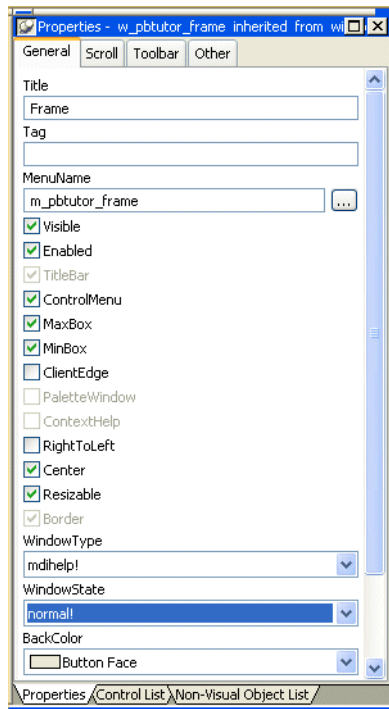 Properties - w_pbtutor_frame inherited from wi
General Scroll Toolbar Other
Title
Frame
Tag
MenuName
m_pbtutor_frame ...
Visible
Enabled
TitleBar
ControlMenu
MaxBox
MinBox
ClientEdge
PaletteWindow
ContextHelp
RightToLeft
Center
Resizable
Border
WindowType
mdihelp!
WindowState
normal!
BackColor
Button Face
Properties Control List Non-Visual Object List